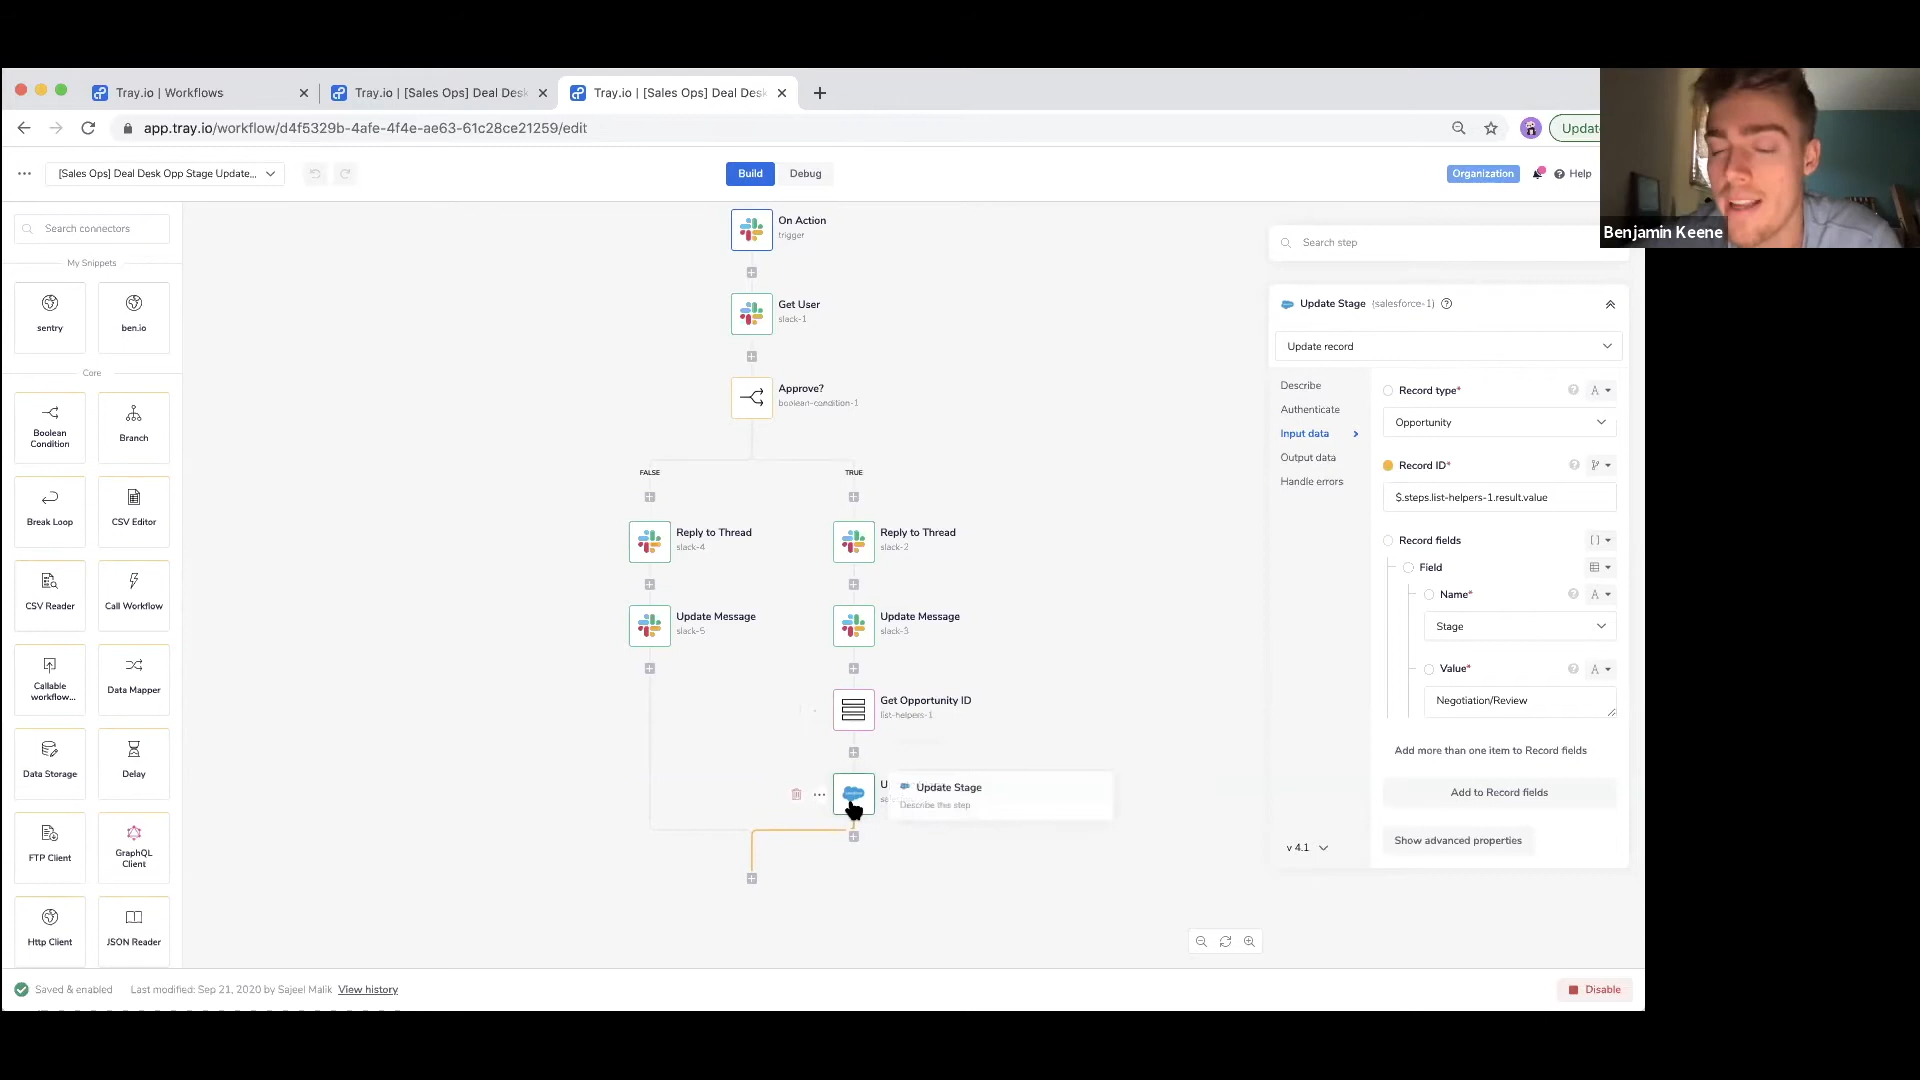 Tray.io | Workflows
Tray.io | [Sales Ops] Deal Desk
Tray.io | [Sales Ops] Deal Desk
app.tray.io/workflow/d4f5329b-4afe-4f4e-ae63-61c28ce21259/edit
Updat
Benjamin Keene
[Sales Ops] Deal Desk Opp Stage Update...
Build
Debug
Organization
Help
Search connectors
My Snippets
sentry
ben.io
Core
Boolean Condition
Branch
Break Loop
CSV Editor
CSV Reader
Call Workflow
Callable workflow...
Data Mapper
Data Storage
Delay
FTP Client
GraphQL Client
Http Client
JSON Reader
On Action
trigger
Get User
slack-1
Approve?
boolean-condition-1
FALSE
TRUE
Reply to Thread
slack-4
Reply to Thread
slack-2
Update Message
slack-5
Update Message
slack-3
Get Opportunity ID
list-helpers-1
Update Stage
Describe this step
Search step
Update Stage (salesforce-1)
Update record
Describe
Authenticate
Input data
Output data
Handle errors
v 4.1
Record type*
Opportunity
Record ID*
$.steps.list-helpers-1.result.value
Record fields
Field
Name*
Stage
Value*
Negotiation/Review
Add more than one item to Record fields
Add to Record fields
Show advanced properties
Saved & enabled
Last modified: Sep 21, 2020 by Sajeel Malik View history
Disable